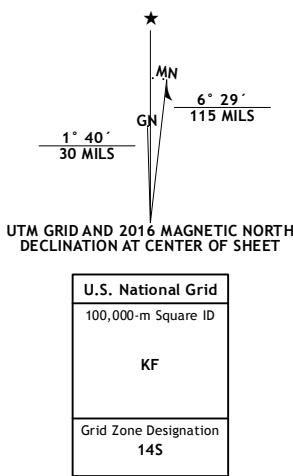 ★
MN
GN
6° 29´
115 MILS
1° 40´
30 MILS
UTM GRID AND 2016 MAGNETIC NORTH
DECLINATION AT CENTER OF SHEET
U.S. National Grid
100,000-m Square ID
KF
Grid Zone Designation
14S